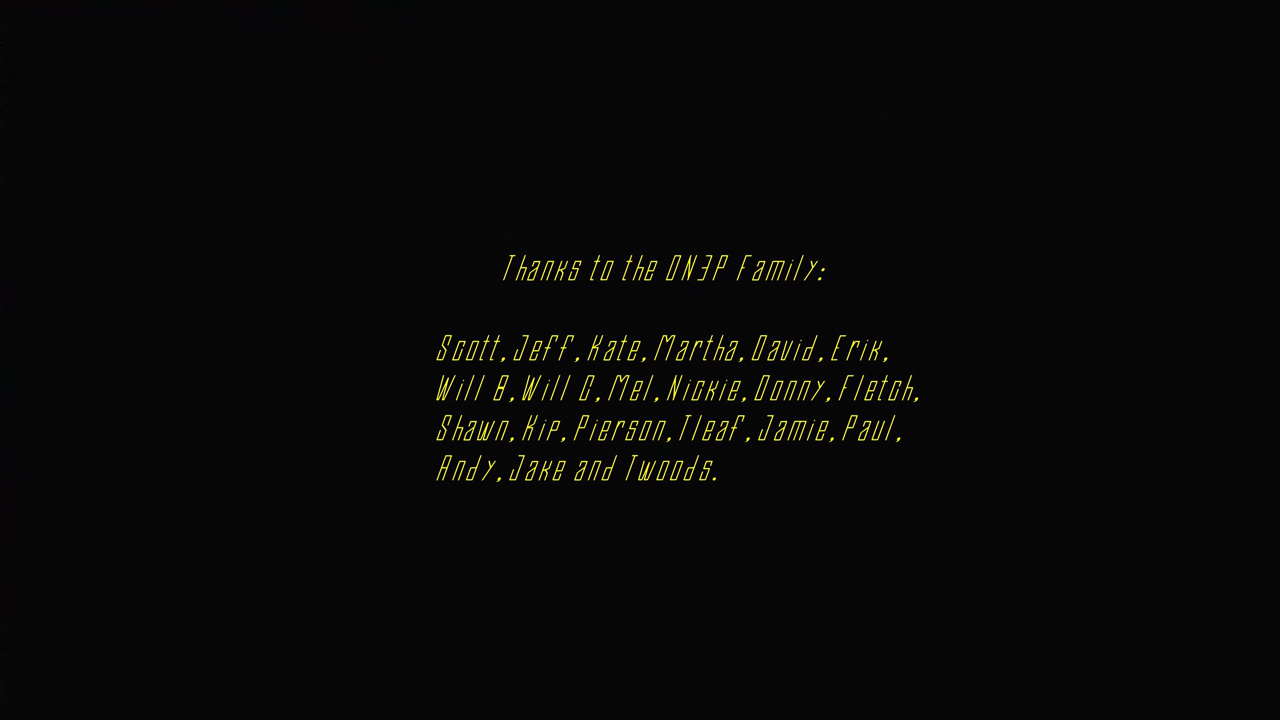 Thanks to the DN3P Family:
Scott, Jeff, Kate, Martha, David, Erik,
Will B, Will C, Mel, Nickie, Donny, Fletch,
Shawn, Kip, Pierson, Tleaf, Jamie, Paul,
Andy, Jake and Twoods.